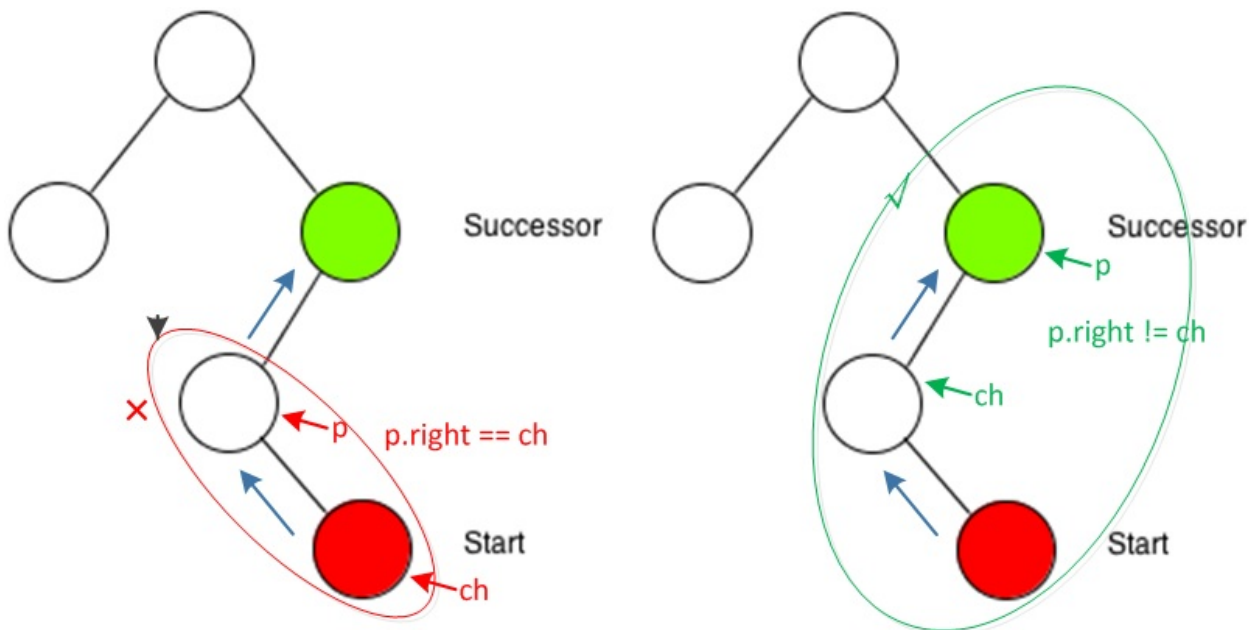 Successor
p
p.right == ch
Start
ch
Successor
p
p.right != ch
ch
Start